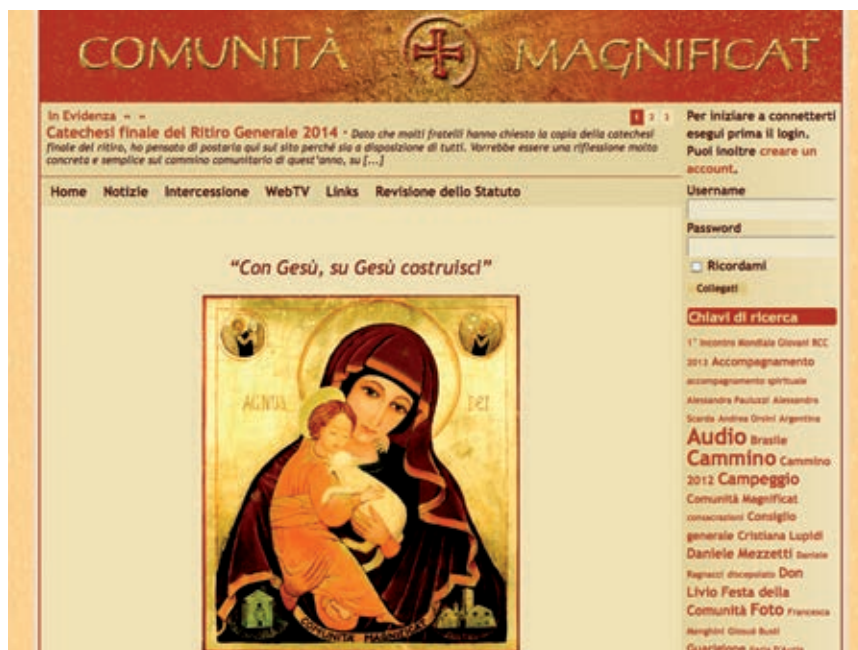 COMUNITÀ MAGNIFICAT
In Evidenza « »
1 2 3
Catechesi finale del Ritiro Generale 2014 • Dato che molti fratelli hanno chiesto la copia della catechesi
finale del ritiro, ho pensato di postarla qui sul sito perché sia a disposizione di tutti. Vorrebbe essere una riflessione molto
concreta e semplice sul cammino comunitario di quest'anno, su [...]
Home Notizie Intercessione WebTV Links Revisione dello Statuto
"Con Gesù, su Gesù costruisci"
AGNUS DEI
COMUNITÀ MAGNIFICAT
Per iniziare a connetterti
esegui prima il login.
Puoi inoltre creare un
account.
Username
Password
Ricordami
Collegati
Chiavi di ricerca
1° Incontro Mondiale Giovani RCC
2013 Accompagnamento
accompagnamento spirituale
Alessandra Pauluzzi Alessandro
Scarda Andrea Orsini Argentina
Audio Brasile
Cammino Cammino
2012 Campeggio
Comunità Magnificat
consacrazioni Consiglio
generale Cristiana Lupidi
Daniele Mezzetti Daniele
Ragnacci discepolato Don
Livio Festa della
Comunità Foto Francesca
Menghini Giosuè Busti
Guarigione